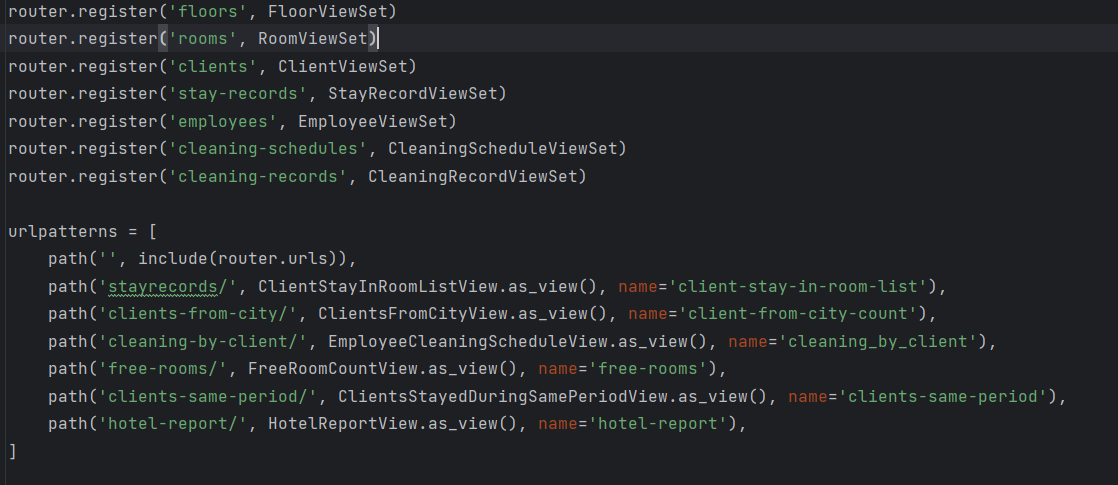 router.register('floors', FloorViewSet)
router.register('rooms', RoomViewSet)
router.register('clients', ClientViewSet)
router.register('stay-records', StayRecordViewSet)
router.register('employees', EmployeeViewSet)
router.register('cleaning-schedules', CleaningScheduleViewSet)
router.register('cleaning-records', CleaningRecordViewSet)

urlpatterns = [
    path('', include(router.urls)),
    path('stayrecords/', ClientStayInRoomListView.as_view(), name='client-stay-in-room-list'),
    path('clients-from-city/', ClientsFromCityView.as_view(), name='client-from-city-count'),
    path('cleaning-by-client/', EmployeeCleaningScheduleView.as_view(), name='cleaning_by_client'),
    path('free-rooms/', FreeRoomCountView.as_view(), name='free-rooms'),
    path('clients-same-period/', ClientsStayedDuringSamePeriodView.as_view(), name='clients-same-period'),
    path('hotel-report/', HotelReportView.as_view(), name='hotel-report'),
]